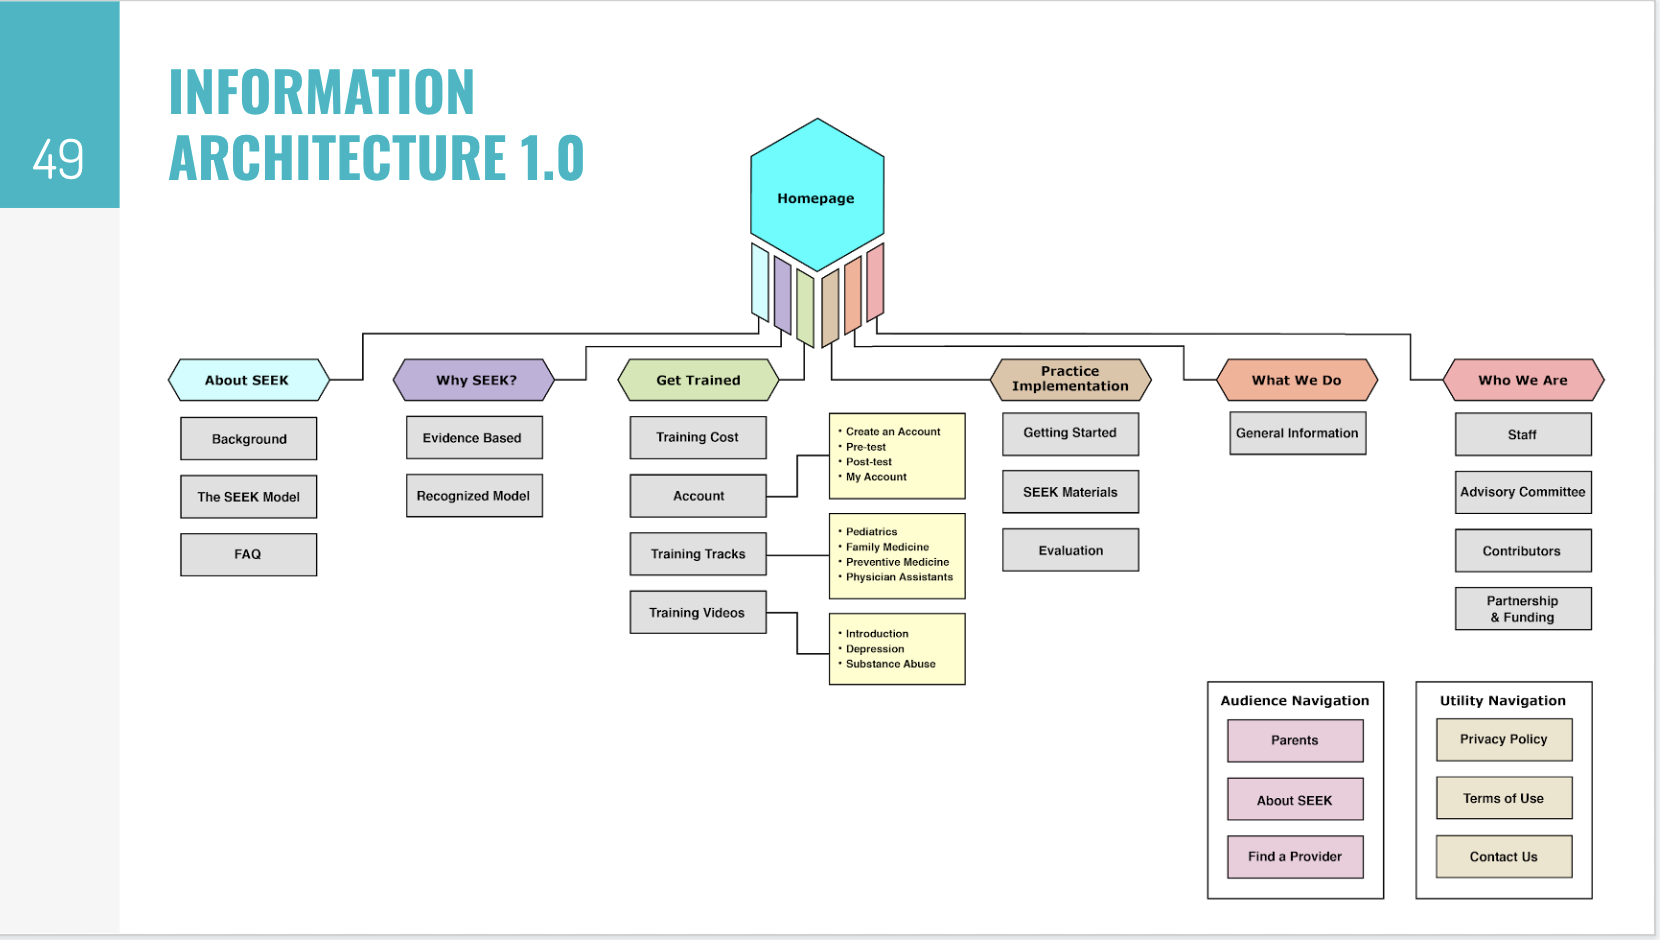 49
INFORMATION
ARCHITECTURE 1.0
Homepage
About SEEK
Background
The SEEK Model
FAQ
Why SEEK?
Evidence Based
Recognized Model
Get Trained
Training Cost
Account
• Create an Account
• Pre-test
• Post-test
• My Account
Training Tracks
• Pediatrics
• Family Medicine
• Preventive Medicine
• Physician Assistants
Training Videos
• Introduction
• Depression
• Substance Abuse
Practice
Implementation
Getting Started
SEEK Materials
Evaluation
What We Do
General Information
Who We Are
Staff
Advisory Committee
Contributors
Partnership
& Funding
Audience Navigation
Parents
About SEEK
Find a Provider
Utility Navigation
Privacy Policy
Terms of Use
Contact Us